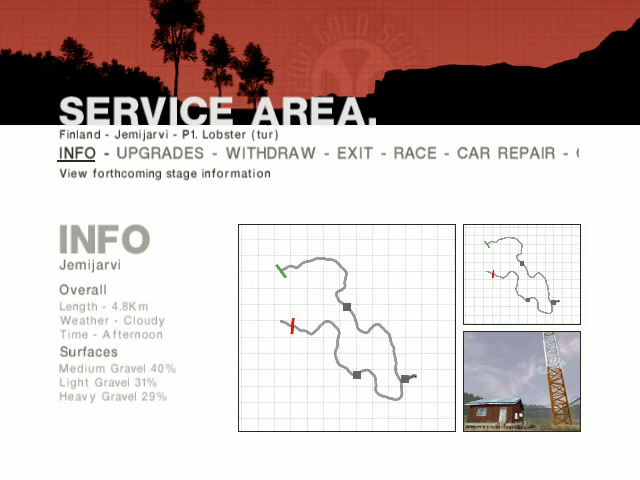 SERVICE AREA.
Finland - Jemijarvi - P1. Lobster (tur)
INFO - UPGRADES - WITHDRAW - EXIT - RACE - CAR REPAIR -
View forthcoming stage information
INFO
Jemijarvi
Overall
Length - 4.8Km
Weather - Cloudy
Time - Afternoon
Surfaces
Medium Gravel 40%
Light Gravel 31%
Heavy Gravel 29%